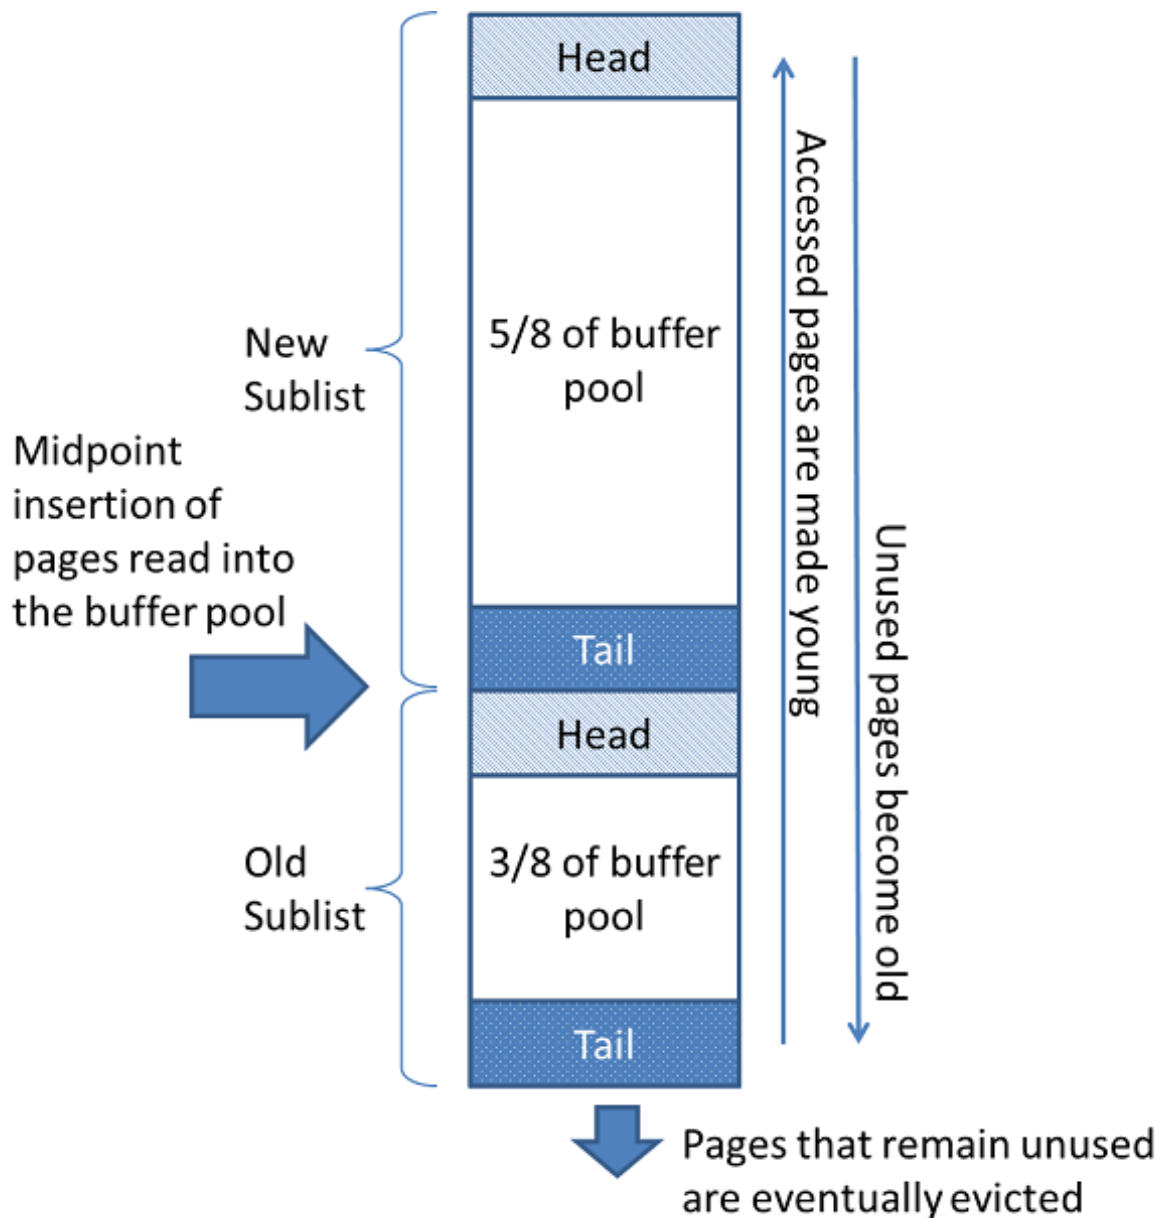 Head
5/8 of buffer
pool
New
Sublist
Midpoint
insertion of
pages read into
the buffer pool
Tail
Head
Old
Sublist
3/8 of buffer
pool
Tail
Accessed pages are made young
Unused pages become old
Pages that remain unused
are eventually evicted